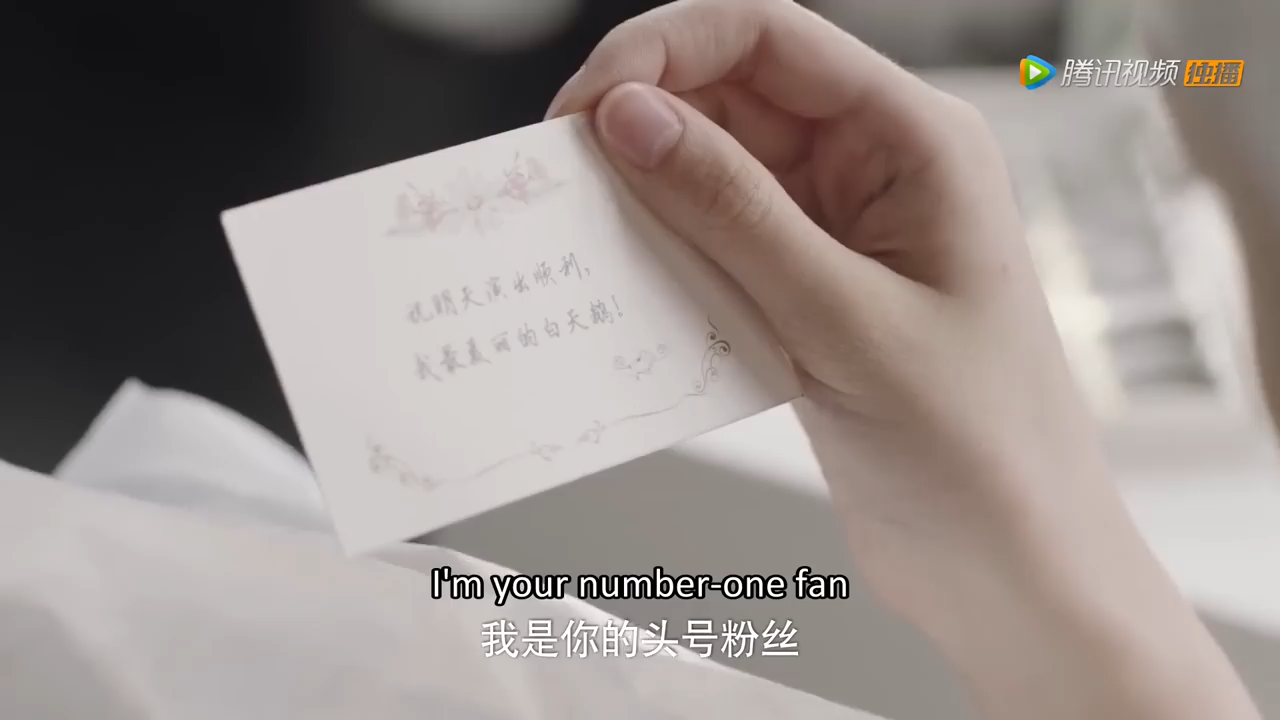 腾讯视频 独播
祝明天演出顺利,
我最美丽的白天鹅!
I'm your number-one fan
我是你的头号粉丝